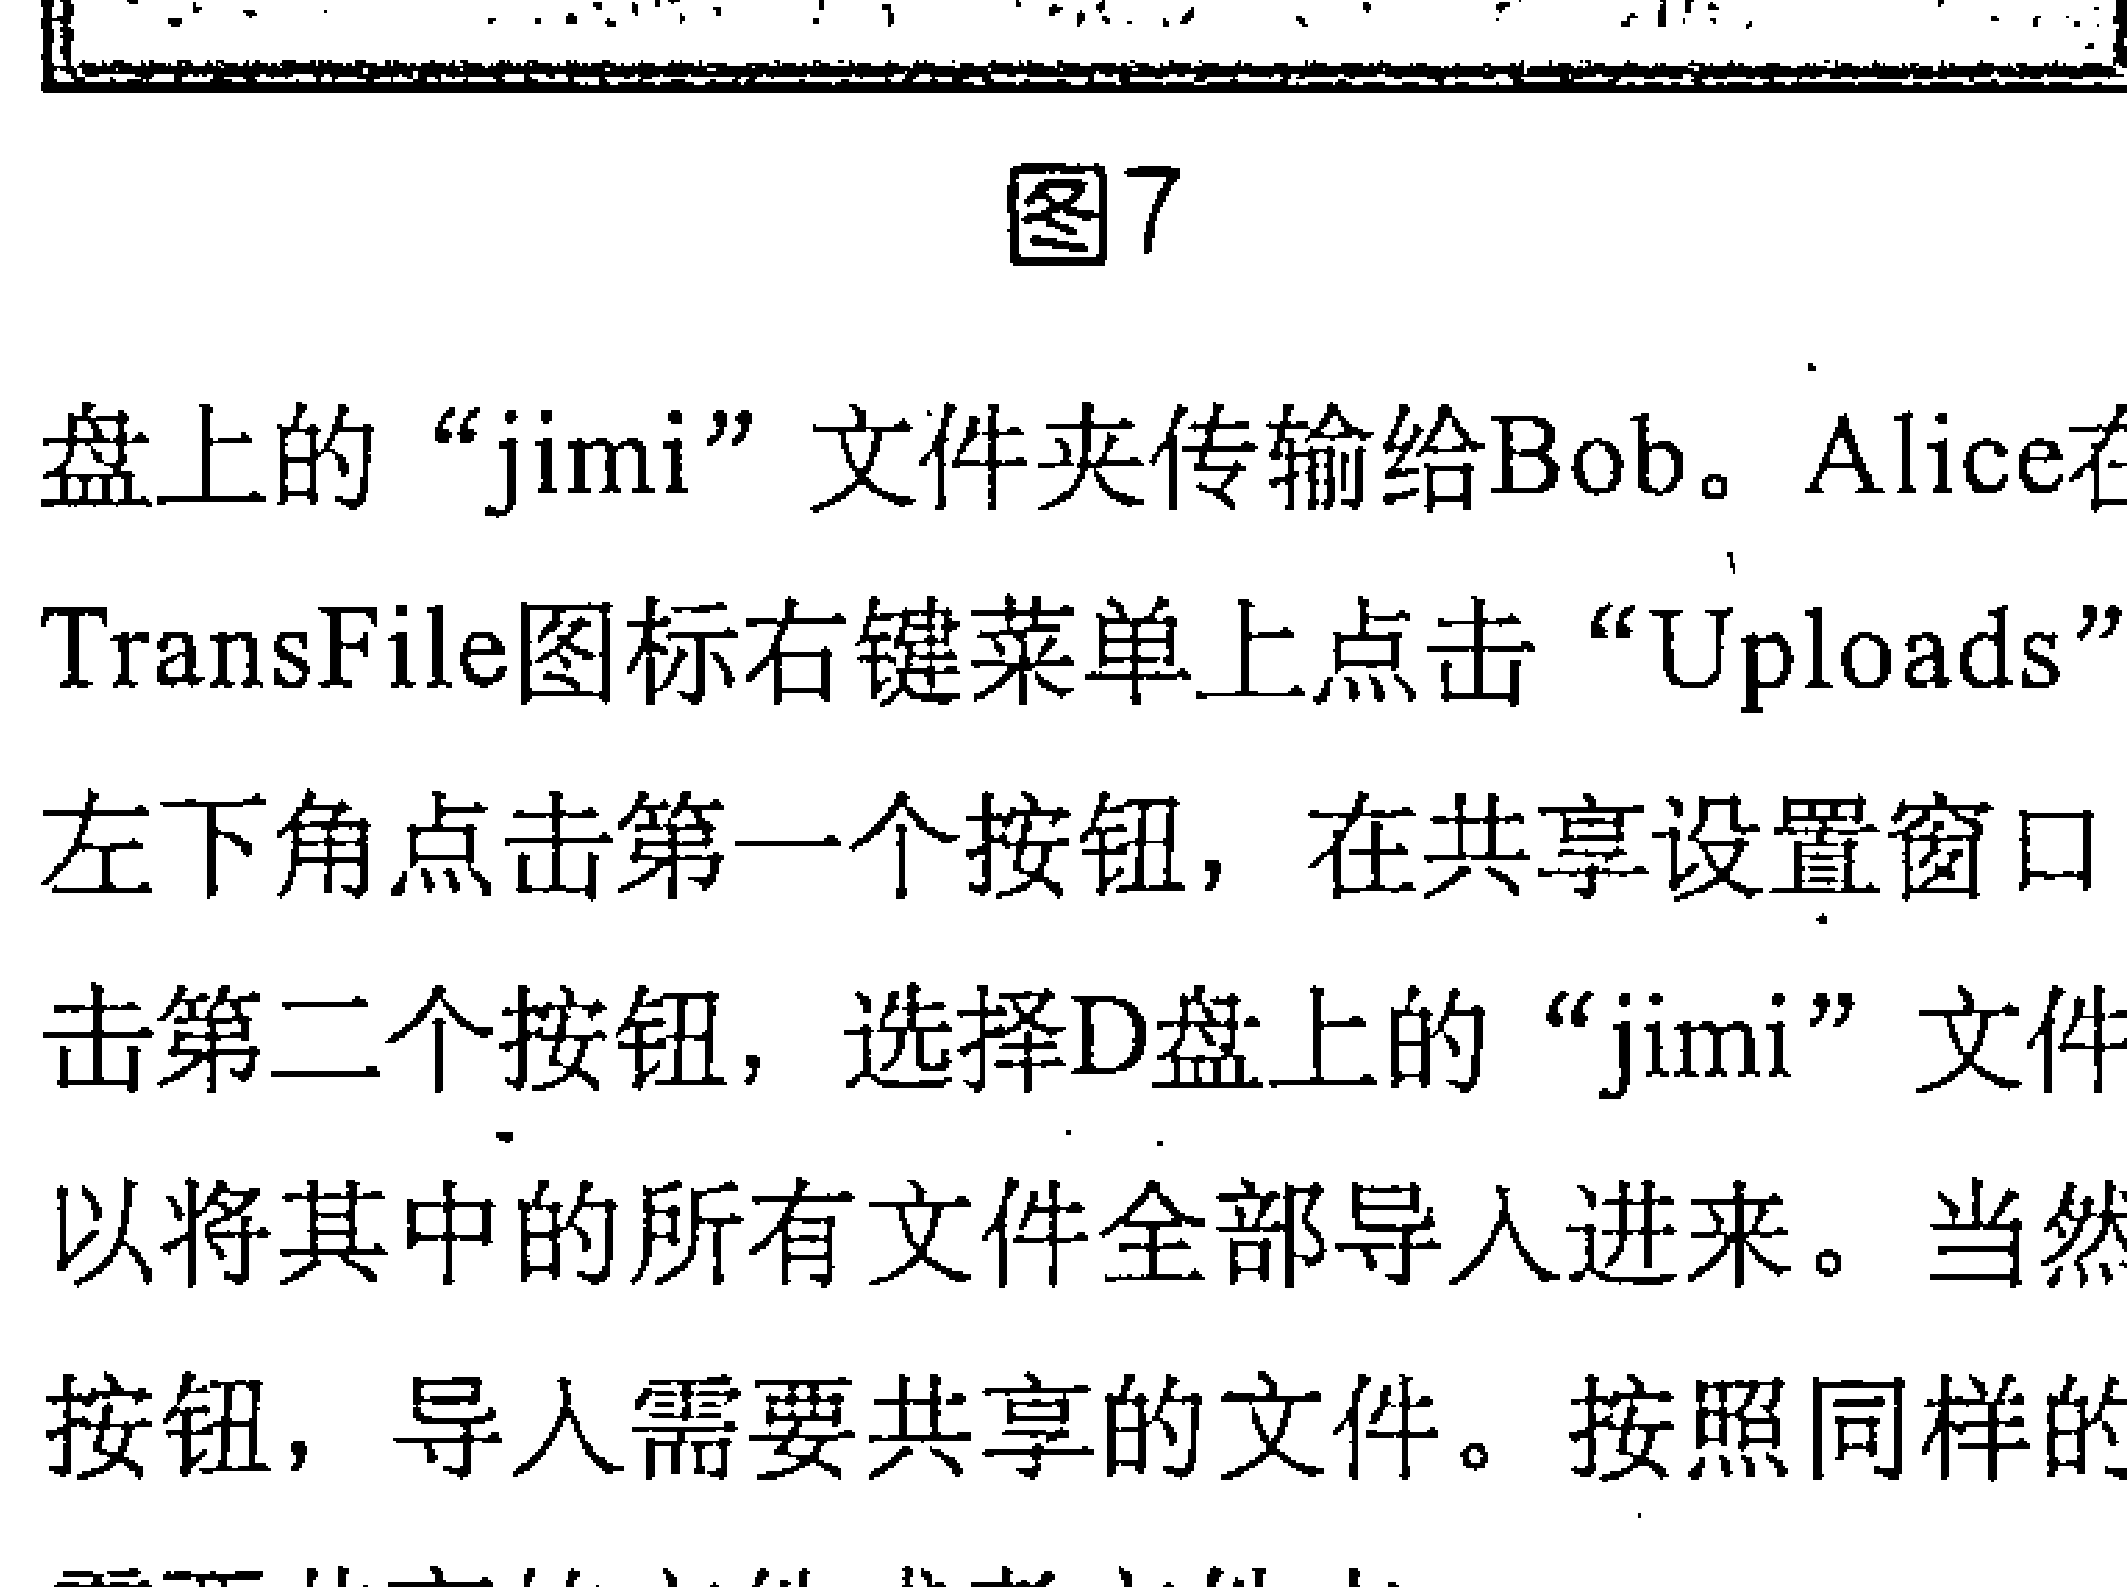 图7
盘上的“jimi”文件夹传输给Bob。Alice在
TransFile图标右键菜单上点击“Uploads”
左下角点击第一个按钮，在共享设置窗口
击第二个按钮，选择D盘上的“jimi”文件
以将其中的所有文件全部导入进来。当然
按钮，导入需要共享的文件。按照同样的